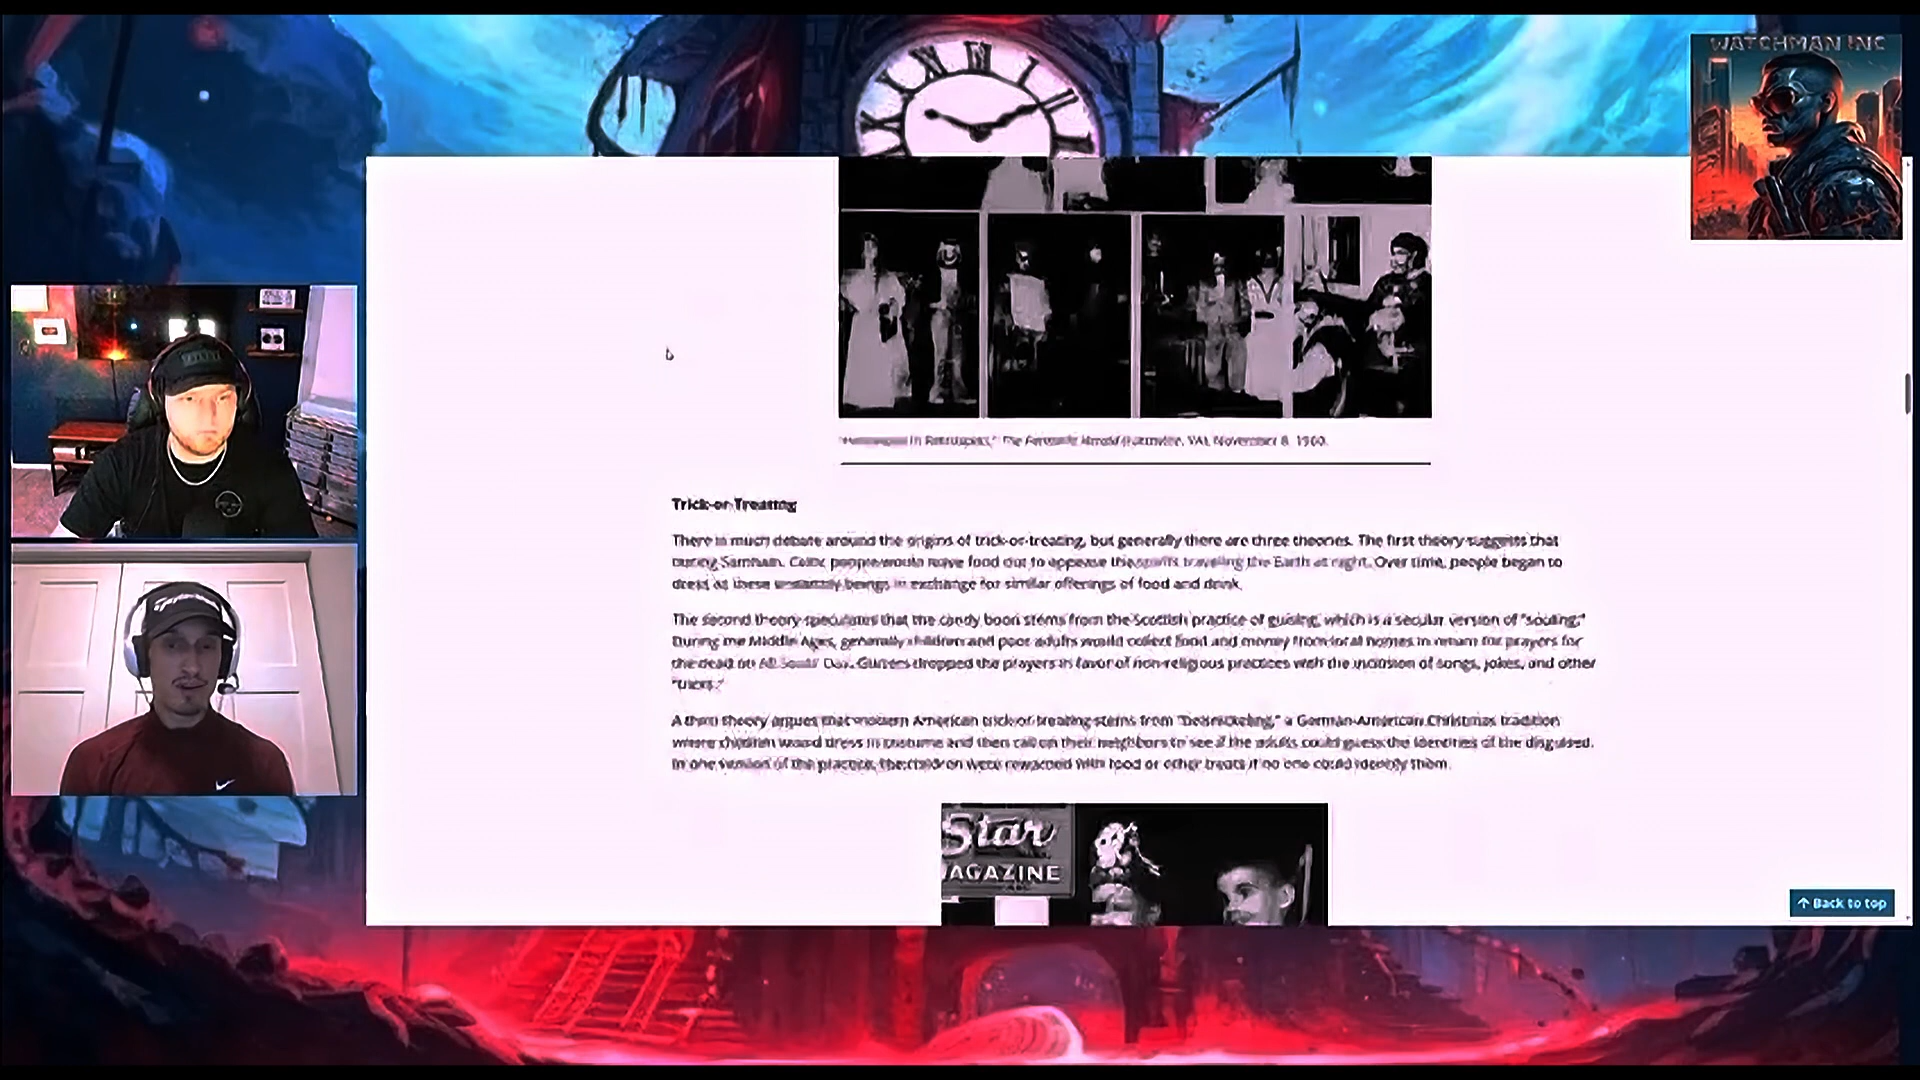 WATCHMAN INC
The Farmville Herald (Farmville, VA), November 8, 1960.
Trick-or-Treating
There is much debate around the origins of trick-or-treating, but generally there are three theories. The first theory suggests that
during Samhain, Celtic people would leave food out to appease the spirits traveling the Earth at night. Over time, people began to
dress as these unearthly beings in exchange for similar offerings of food and drink.
The second theory speculates that the candy boon stems from the Scottish practice of guising, which is a secular version of "souling."
During the Middle Ages, generally children and poor adults would collect food and money from local homes in return for prayers for
the dead on All Souls' Day. Guisers dropped the prayers in favor of non-religious practices with the inclusion of songs, jokes, and other
"tricks."
A third theory argues that modern American trick-or-treating stems from "belsnickeling," a German-American Christmas tradition
where children would dress in costume and then call on their neighbors to see if the adults could guess the identities of the disguised.
In one version of the practice, the children were rewarded with food or other treats if no one could identify them.
Star
MAGAZINE
↑ Back to top